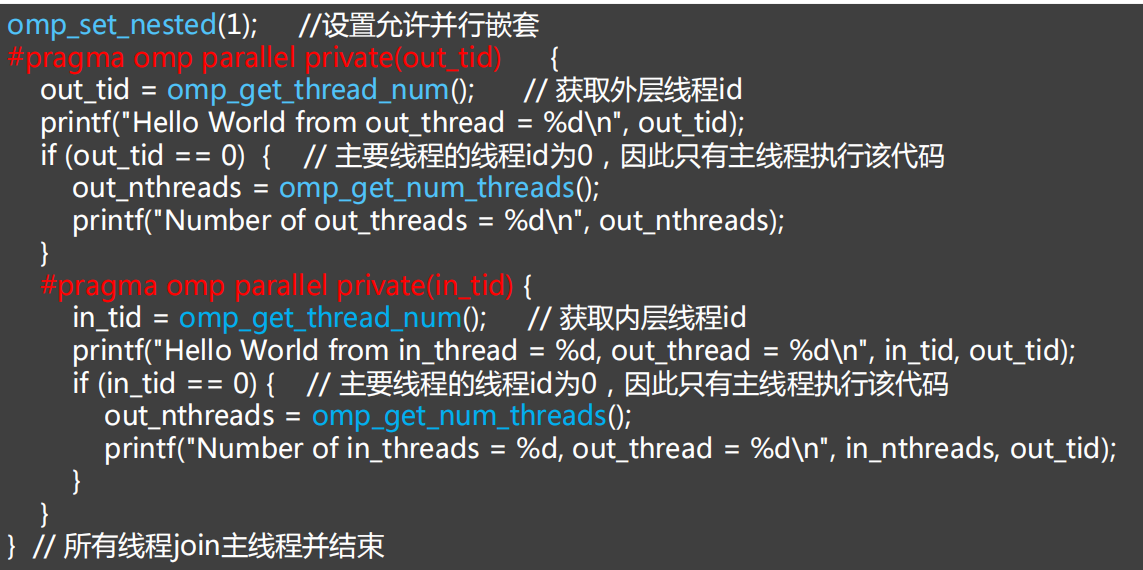 omp_set_nested(1);    //设置允许并行嵌套
#pragma omp parallel private(out_tid)    {
out_tid = omp_get_thread_num();    // 获取外层线程id
printf("Hello World from out_thread = %d\n", out_tid);
if (out_tid == 0)  {    // 主要线程的线程id为0，因此只有主线程执行该代码
out_nthreads = omp_get_num_threads();
printf("Number of out_threads = %d\n", out_nthreads);
}
#pragma omp parallel private(in_tid) {
in_tid = omp_get_thread_num();    // 获取内层线程id
printf("Hello World from in_thread = %d, out_thread = %d\n", in_tid, out_tid);
if (in_tid == 0) {    // 主要线程的线程id为0，因此只有主线程执行该代码
out_nthreads = omp_get_num_threads();
printf("Number of in_threads = %d, out_thread = %d\n", in_nthreads, out_tid);
}
}
}  // 所有线程join主线程并结束